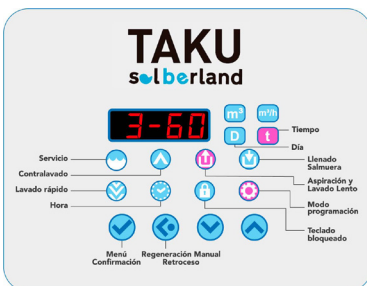 TAKU
solberland
3-60
m³
m³/h
D
t
Tiempo
Día
Servicio
Contralavado
Lavado rápido
Hora
Llenado
Salmuera
Aspiración y
Lavado Lento
Modo
programación
Teclado
bloqueado
Menú
Confirmación
Regeneración Manual
Retroceso